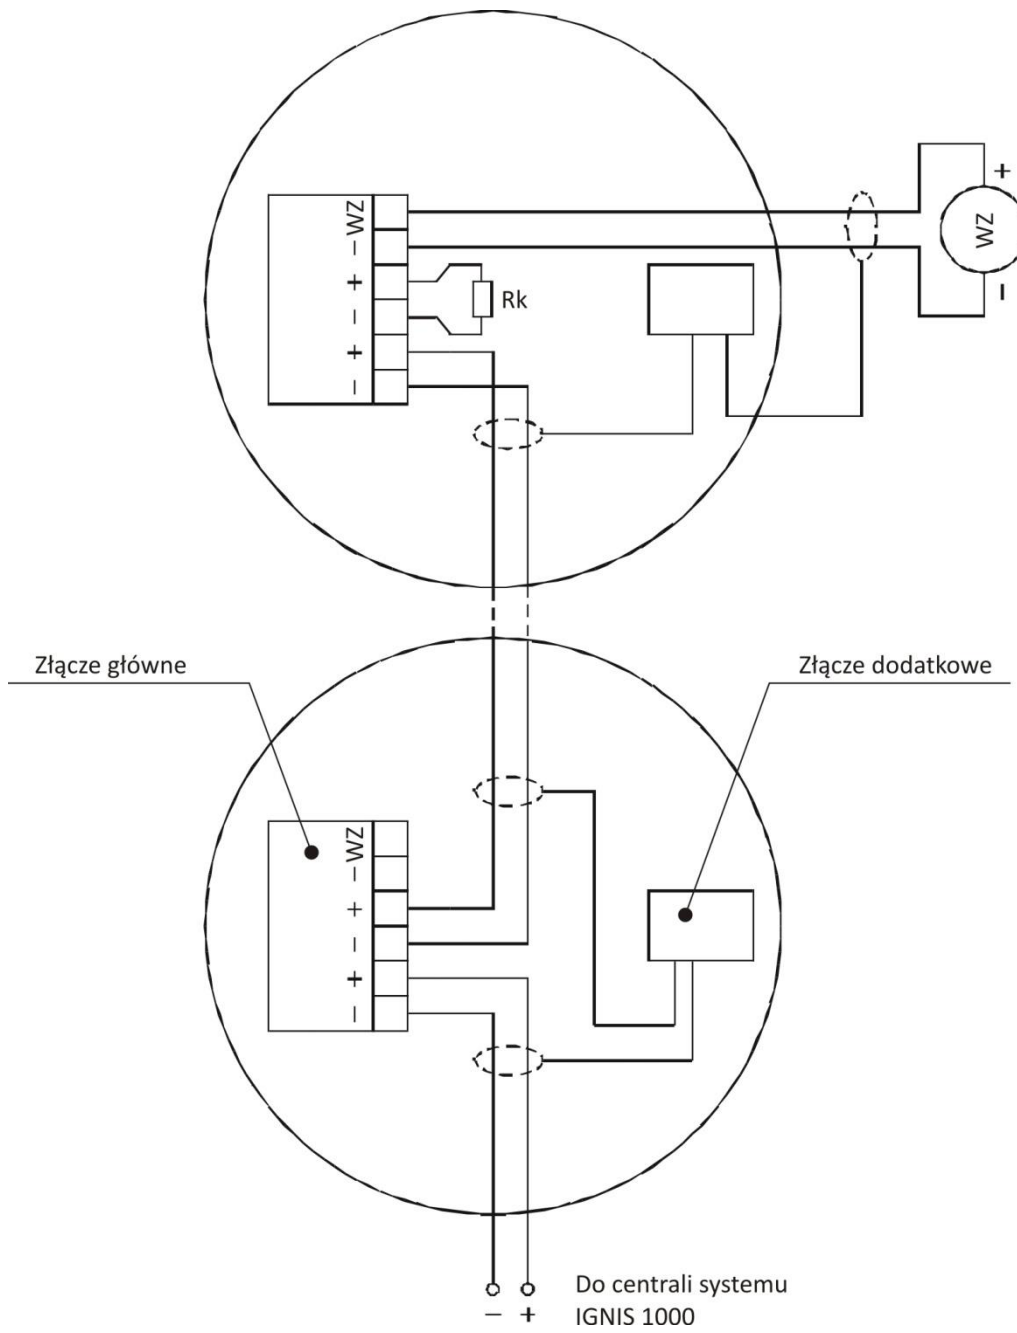 WZ
−
+
−
+
−
Rk
+
WZ
−
Złącze główne
Złącze dodatkowe
WZ
−
+
−
+
−
Do centrali systemu
− + IGNIS 1000